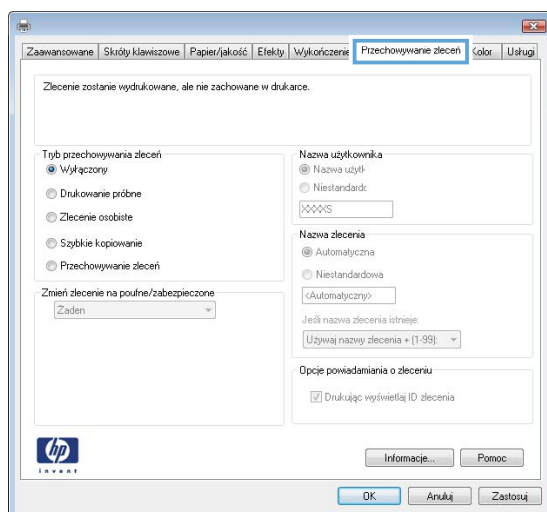 Zaawansowane Skróty klawiszowe Papier/jakość Efekty Wykończenie Przechowywanie zleceń Kolor Usługi
Zlecenie zostanie wydrukowane, ale nie zachowane w drukarce.
Tryb przechowywania zleceń
Wyłączony
Drukowanie próbne
Zlecenie osobiste
Szybkie kopiowanie
Przechowywanie zleceń
Zmień zlecenie na poufne/zabezpieczone
Żaden
Nazwa użytkownika
Nazwa użytk
Niestandardc
XXXXS
Nazwa zlecenia
Automatyczna
Niestandardowa
<Automatyczny>
Jeśli nazwa zlecenia istnieje:
Używaj nazwy zlecenia + (1-99):
Opcje powiadamiania o zleceniu
Drukując wyświetlaj ID zlecenia
hp
invent
Informacje... Pomoc
OK Anuluj Zastosuj